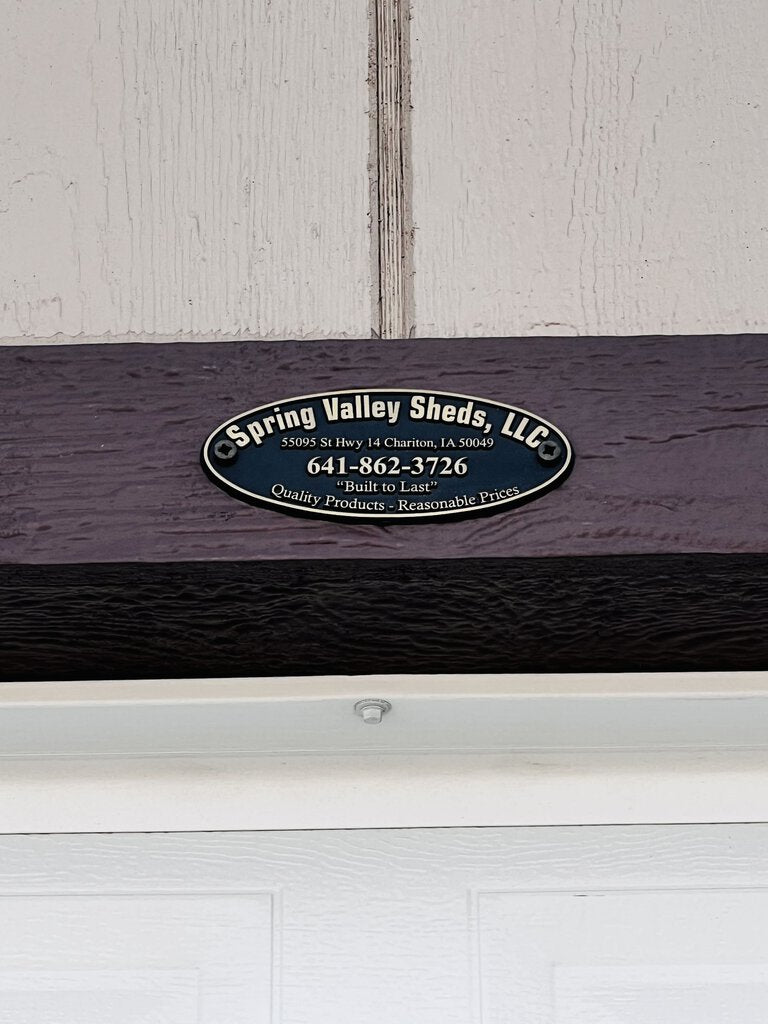 Spring Valley Sheds, LLC
55095 St Hwy 14 Chariton, IA 50049
641-862-3726
“Built to Last”
Quality Products - Reasonable Prices